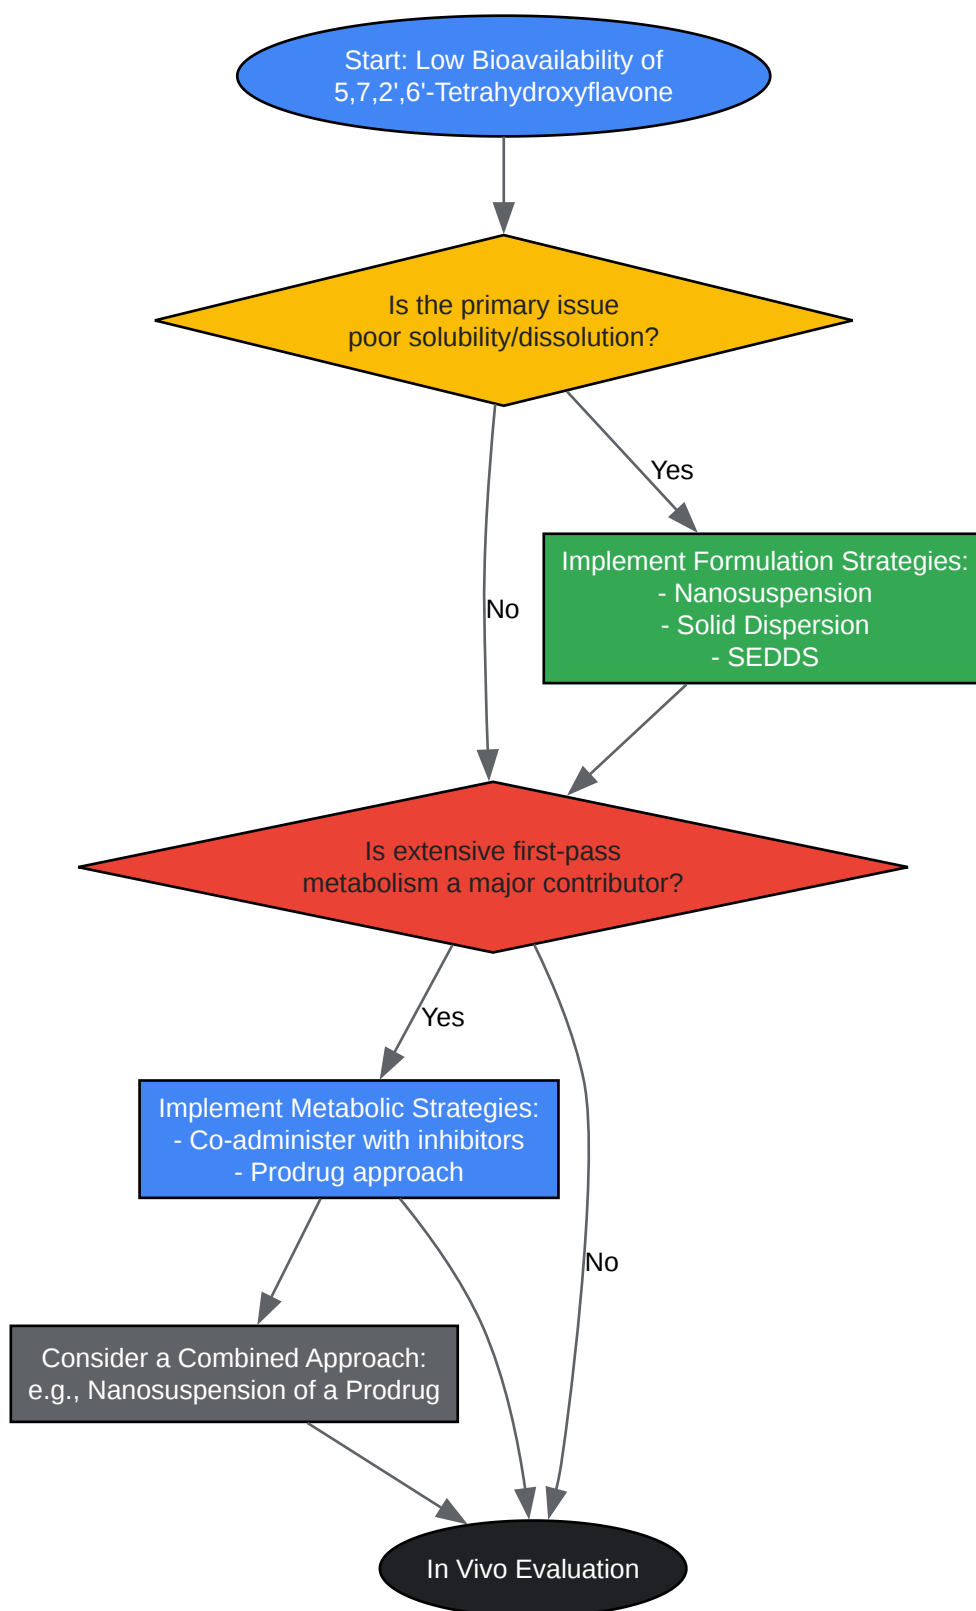 Start: Low Bioavailability of
5,7,2',6'-Tetrahydroxyflavone
Is the primary issue
poor solubility/dissolution?
Yes
Implement Formulation Strategies:
- Nanosuspension
- Solid Dispersion
- SEDDS
No
Is extensive first-pass
metabolism a major contributor?
Yes
Implement Metabolic Strategies:
- Co-administer with inhibitors
- Prodrug approach
No
Consider a Combined Approach:
e.g., Nanosuspension of a Prodrug
In Vivo Evaluation